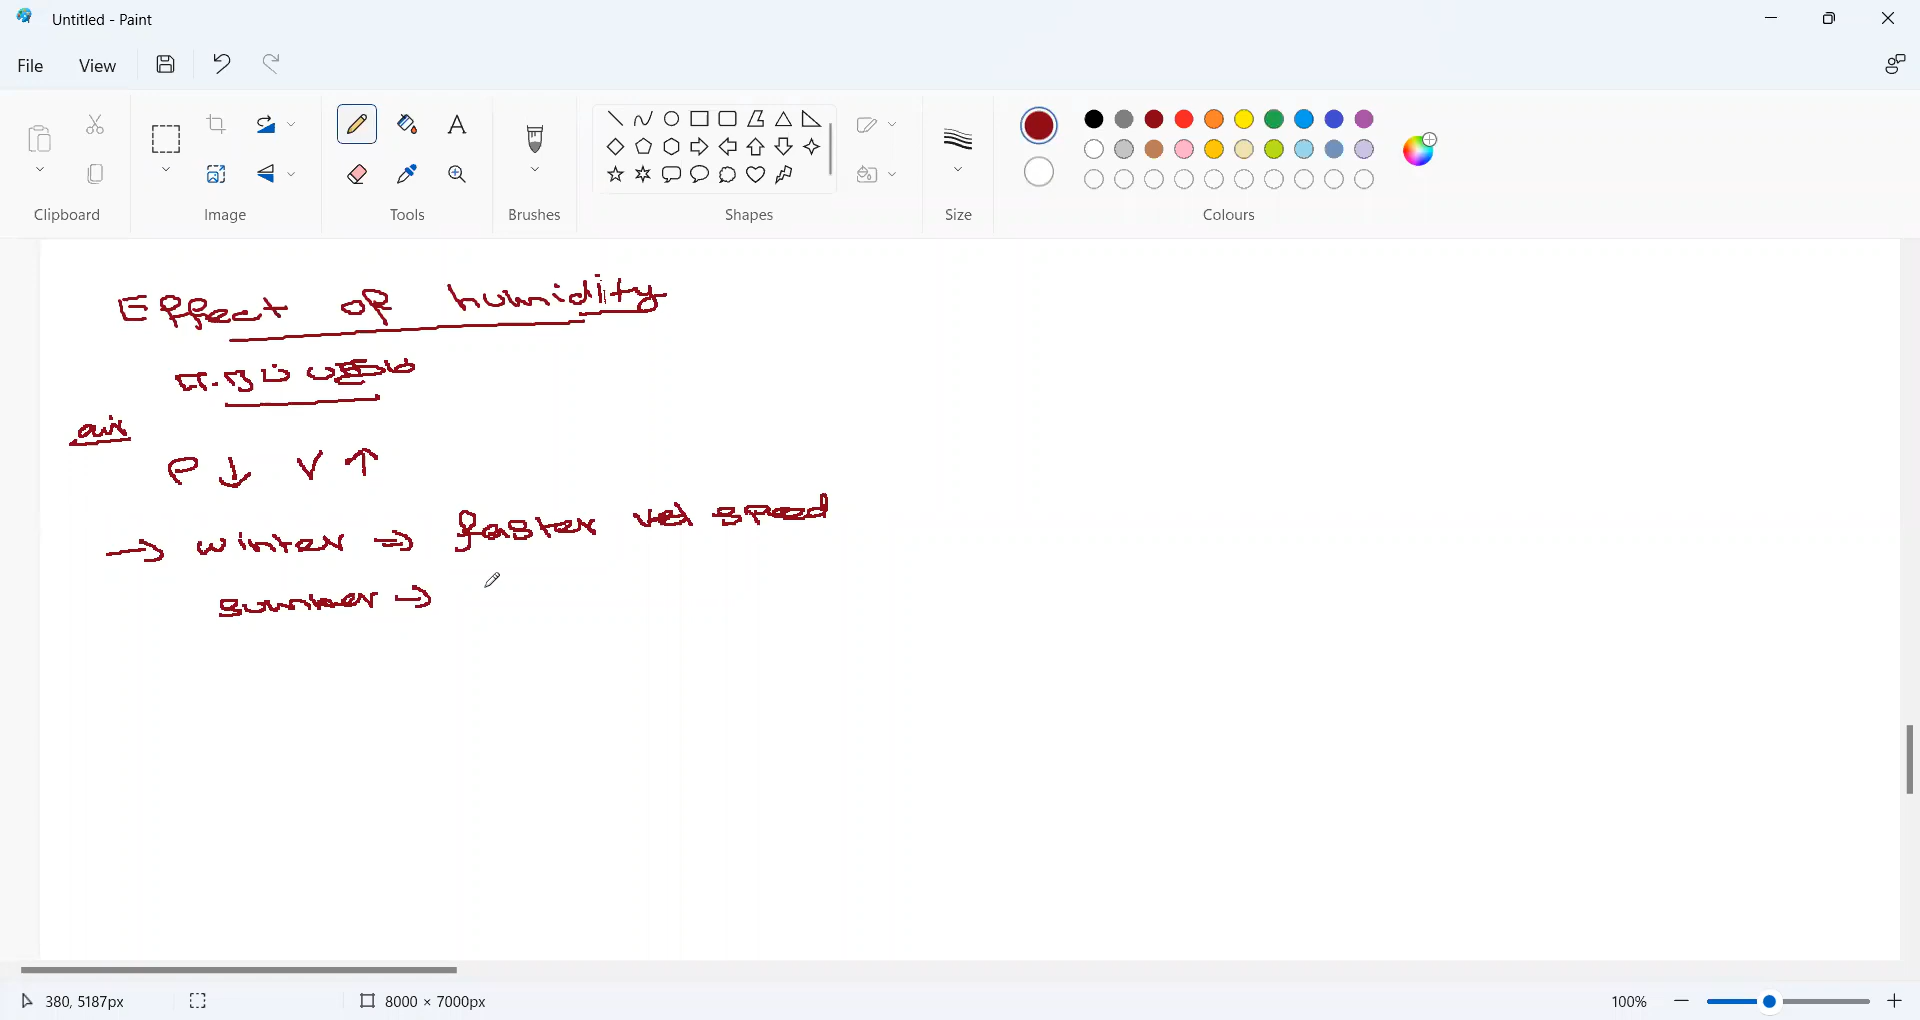 Untitled - Paint
File View
Clipboard Image Tools Brushes Shapes Size Colours
Effect of humidity
air
ρ ↓ V ↑
→ winter ⇒ faster vel speed
summer →
380, 5187px 8000 × 7000px 100%